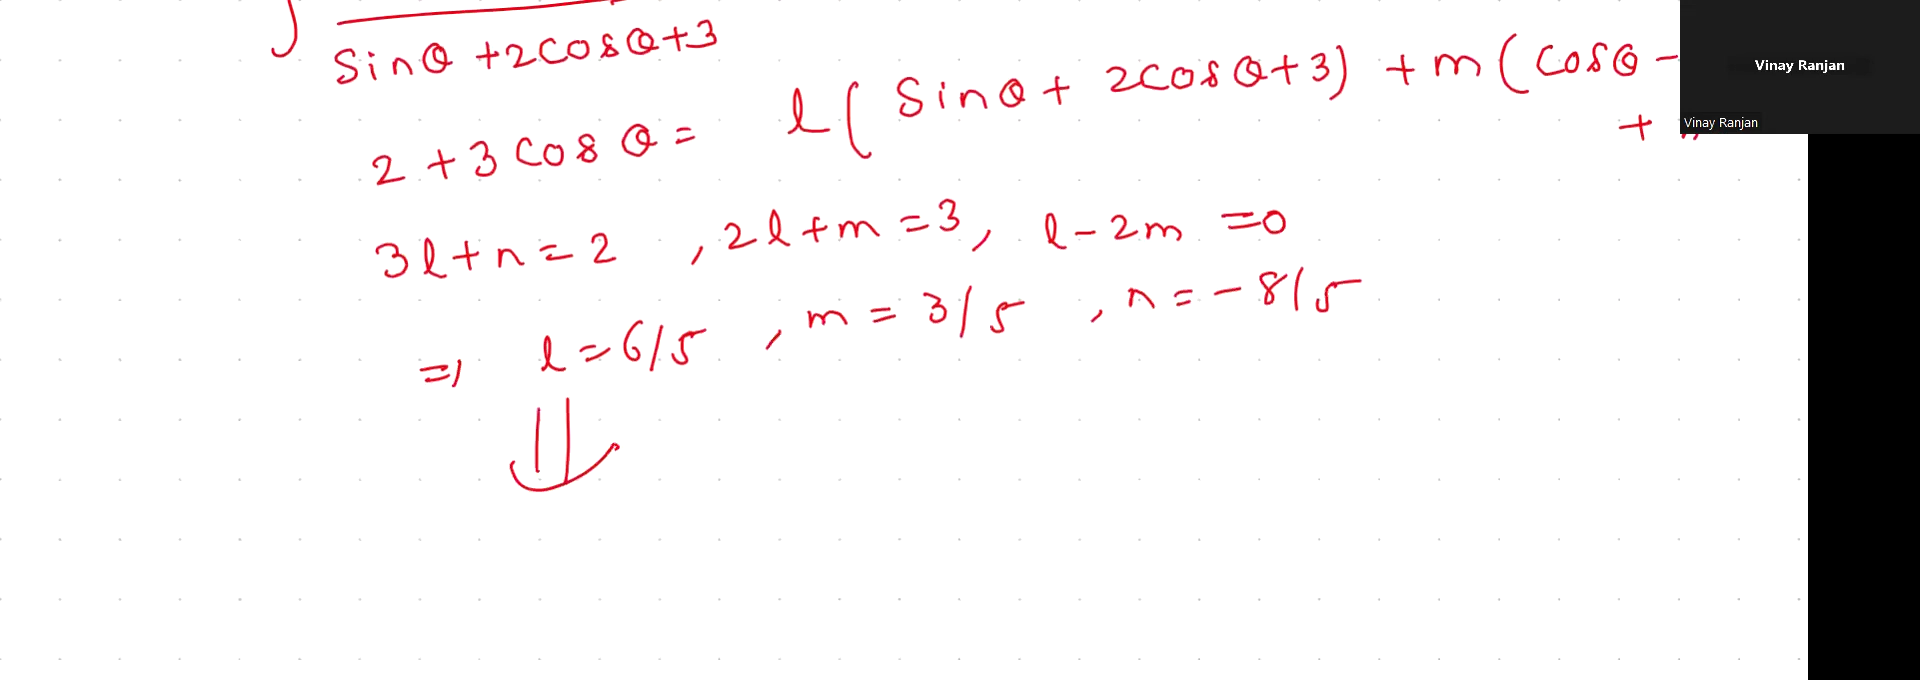 ∫
sinθ + 2cosθ + 3
2 + 3 cos θ = l ( sinθ + 2cosθ + 3) + m ( cosθ -
+
3l + n = 2 , 2l + m = 3 , l - 2m = 0
⇒ l = 6/5 , m = 3/5 , n = - 8/5
Vinay Ranjan
Vinay Ranjan